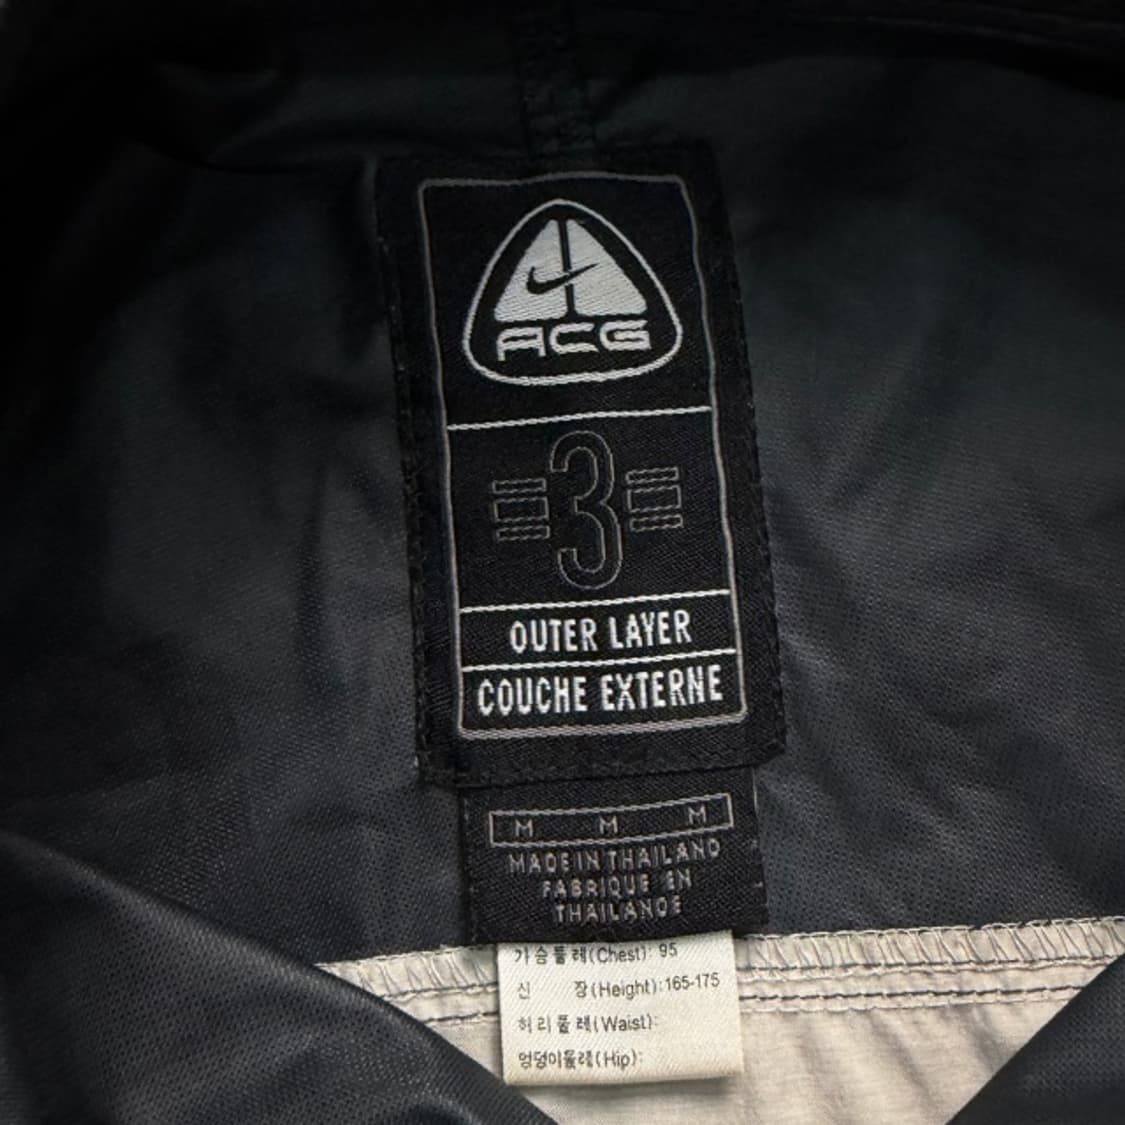 ACG
3
OUTER LAYER
COUCHE EXTERNE
M M M
MADE IN THAILAND
FABRIQUE EN
THAILANDE
가슴둘레(Chest): 95
신 장(Height):165-175
허리둘레(Waist):
엉덩이둘레(Hip):